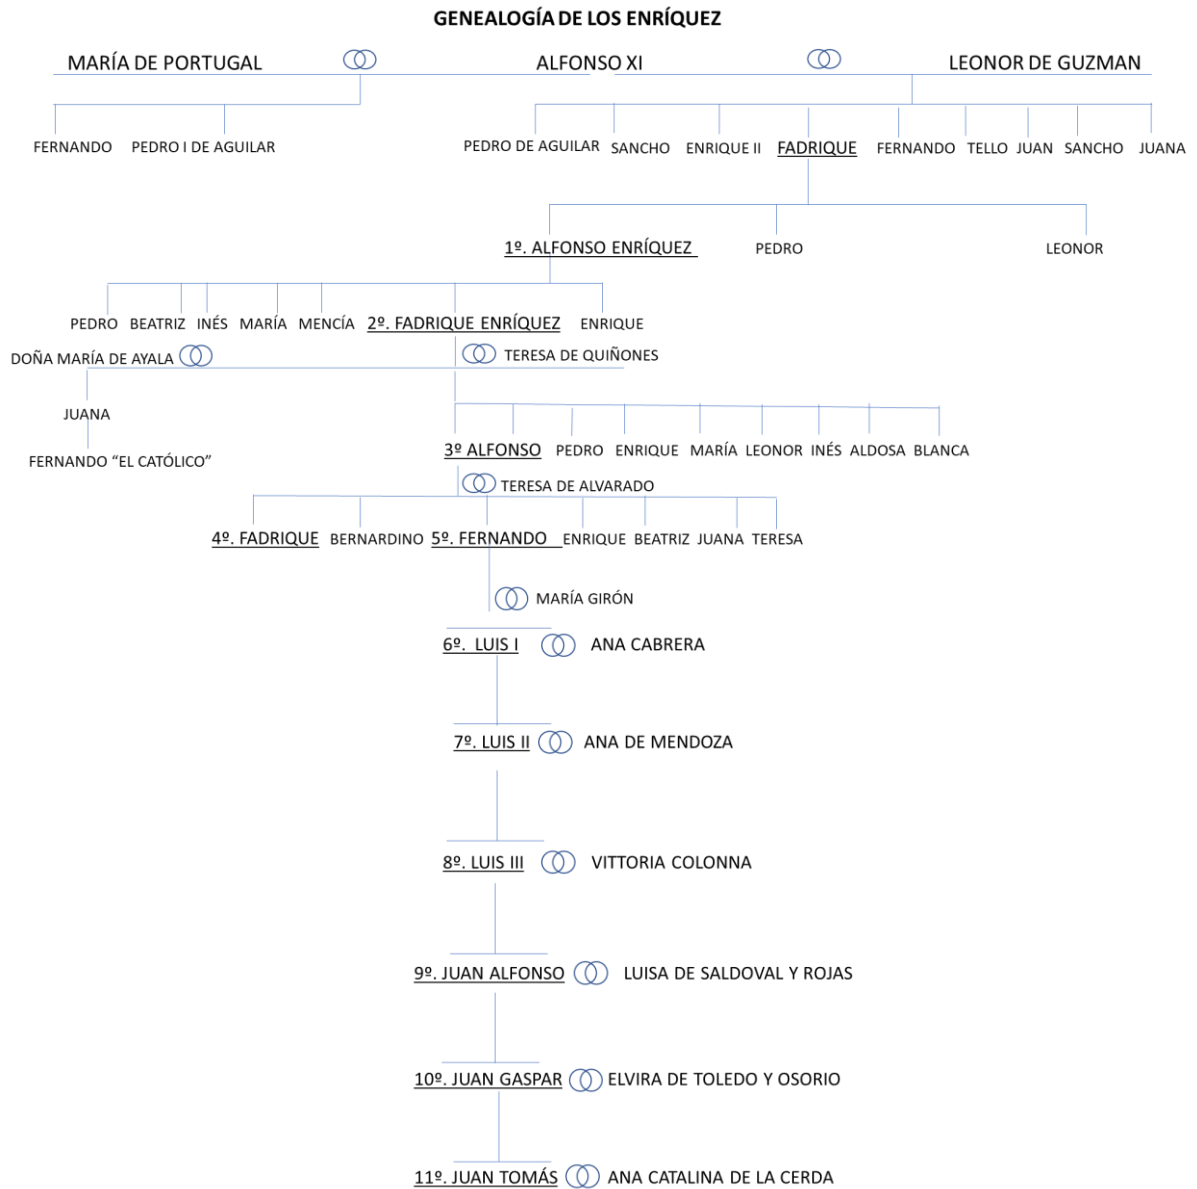 GENEALOGÍA DE LOS ENRÍQUEZ
MARÍA DE PORTUGAL ALFONSO XI LEONOR DE GUZMAN
FERNANDO PEDRO I DE AGUILAR PEDRO DE AGUILAR SANCHO ENRIQUE II FADRIQUE FERNANDO TELLO JUAN SANCHO JUANA
1º. ALFONSO ENRÍQUEZ PEDRO LEONOR
PEDRO BEATRIZ INÉS MARÍA MENCÍA 2º. FADRIQUE ENRÍQUEZ ENRIQUE
DOÑA MARÍA DE AYALA TERESA DE QUIÑONES
JUANA
3º ALFONSO PEDRO ENRIQUE MARÍA LEONOR INÉS ALDOSA BLANCA
FERNANDO “EL CATÓLICO”
TERESA DE ALVARADO
4º. FADRIQUE BERNARDINO 5º. FERNANDO ENRIQUE BEATRIZ JUANA TERESA
MARÍA GIRÓN
6º. LUIS I ANA CABRERA
7º. LUIS II ANA DE MENDOZA
8º. LUIS III VITTORIA COLONNA
9º. JUAN ALFONSO LUISA DE SALDOVAL Y ROJAS
10º. JUAN GASPAR ELVIRA DE TOLEDO Y OSORIO
11º. JUAN TOMÁS ANA CATALINA DE LA CERDA